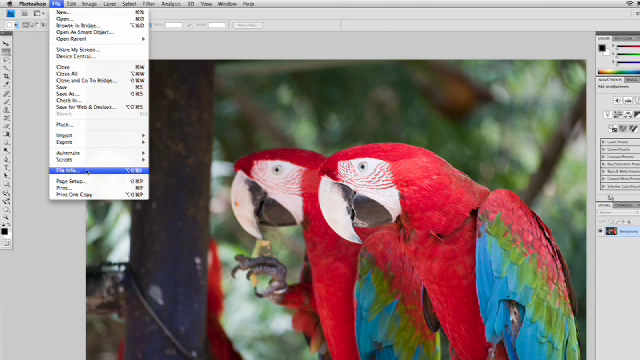 Photoshop File Edit Image Layer Select Filter Analysis 3D View Window Help
New... ⌘N
Open... ⌘O
Browse in Bridge... ⌥⌘O
Open As Smart Object...
Open Recent
Share My Screen...
Device Central...
Close ⌘W
Close All ⌥⌘W
Close and Go To Bridge... ⇧⌘W
Save ⌘S
Save As... ⇧⌘S
Check In...
Save for Web & Devices... ⌥⇧⌘S
Revert
Place...
Import
Export
Automate
Scripts
File Info... ⌥⇧⌘I
Page Setup... ⇧⌘P
Print... ⌘P
Print One Copy
Background